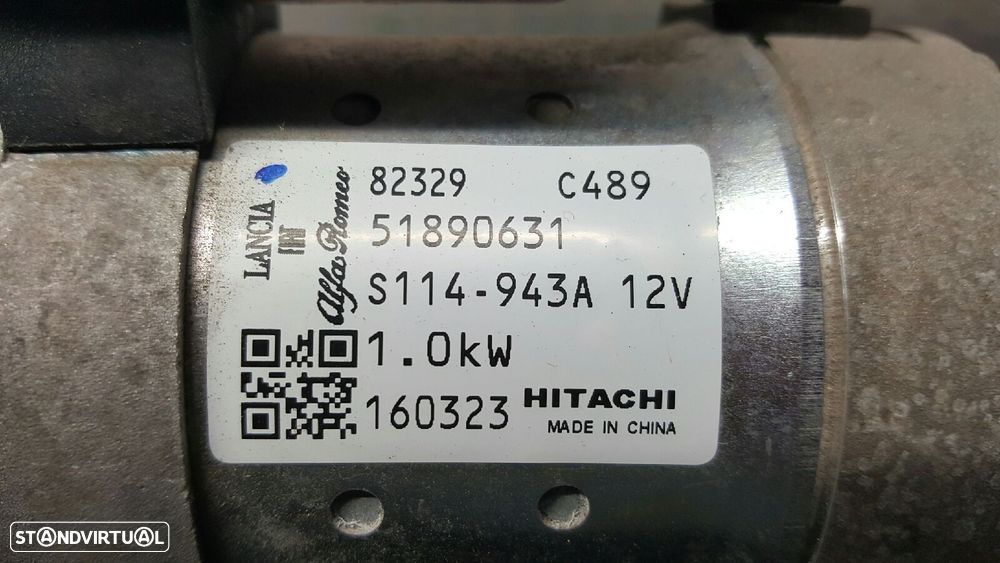 LANCIA
FIAT
Alfa Romeo
82329 C489
51890631
S114-943A 12V
1.0kW
160323 HITACHI
MADE IN CHINA
STANDVIRTUAL